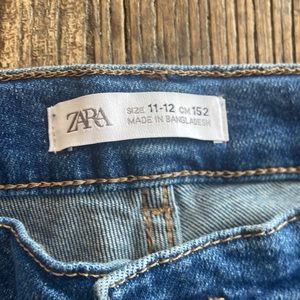 ZARA
SIZE 11-12 CM 152
MADE IN BANGLADESH